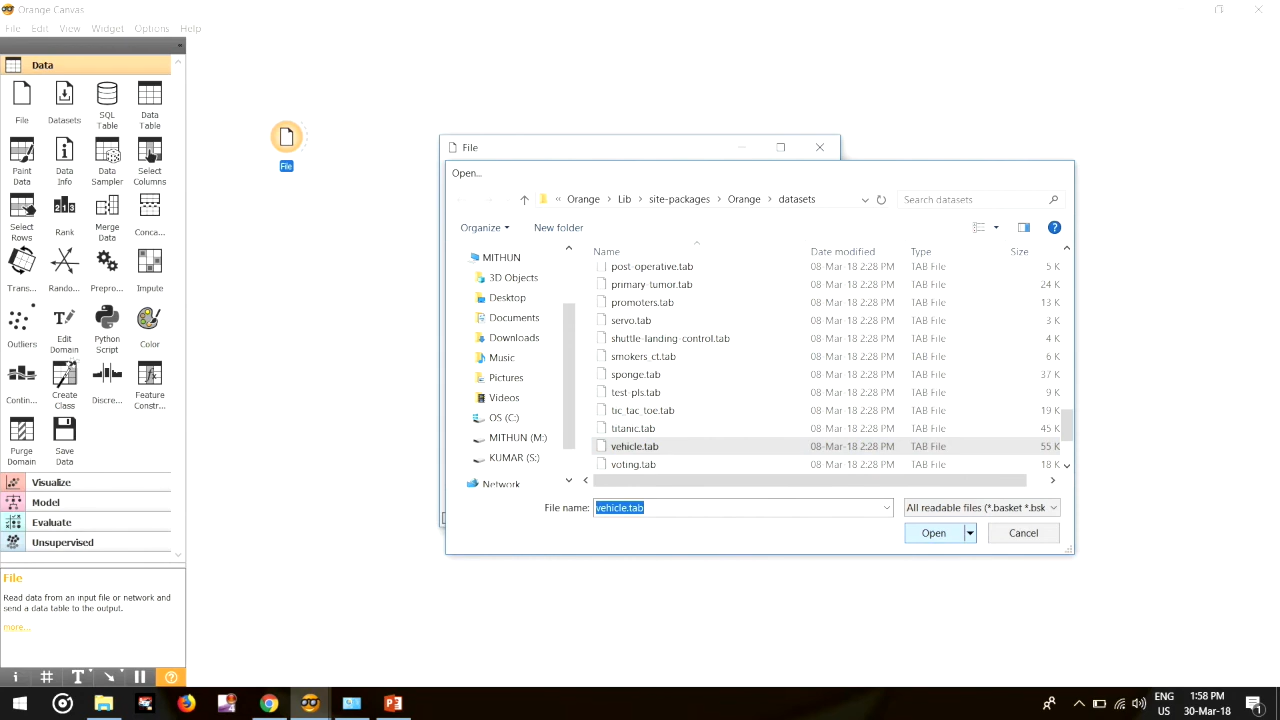 Orange Canvas
File Edit View Widget Options Help
Data
File Datasets SQL Table Data Table
Paint Data Data Info Data Sampler Select Columns
Select Rows Rank Merge Data Conca...
Trans... Rando... Prepro... Impute
Outliers Edit Domain Python Script Color
Contin... Create Class Discre... Feature Constr...
Purge Domain Save Data
Visualize
Model
Evaluate
Unsupervised
File
Read data from an input file or network and
send a data table to the output.
more...
File
File
Open...
« Orange > Lib > site-packages > Orange > datasets
Search datasets
Organize New folder
MITHUN
3D Objects
Desktop
Documents
Downloads
Music
Pictures
Videos
OS (C:)
MITHUN (M:)
KUMAR (S:)
Network
Name Date modified Type Size
post-operative.tab 08-Mar-18 2:28 PM TAB File 5 K
primary-tumor.tab 08-Mar-18 2:28 PM TAB File 24 K
promoters.tab 08-Mar-18 2:28 PM TAB File 13 K
servo.tab 08-Mar-18 2:28 PM TAB File 3 K
shuttle-landing-control.tab 08-Mar-18 2:28 PM TAB File 4 K
smokers_ct.tab 08-Mar-18 2:28 PM TAB File 6 K
sponge.tab 08-Mar-18 2:28 PM TAB File 37 K
test_pls.tab 08-Mar-18 2:28 PM TAB File 9 K
tic_tac_toe.tab 08-Mar-18 2:28 PM TAB File 19 K
titanic.tab 08-Mar-18 2:28 PM TAB File 45 K
vehicle.tab 08-Mar-18 2:28 PM TAB File 55 K
voting.tab 08-Mar-18 2:28 PM TAB File 18 K
File name: vehicle.tab All readable files (*.basket *.bsk
Open Cancel
ENG
US
1:58 PM
30-Mar-18
1